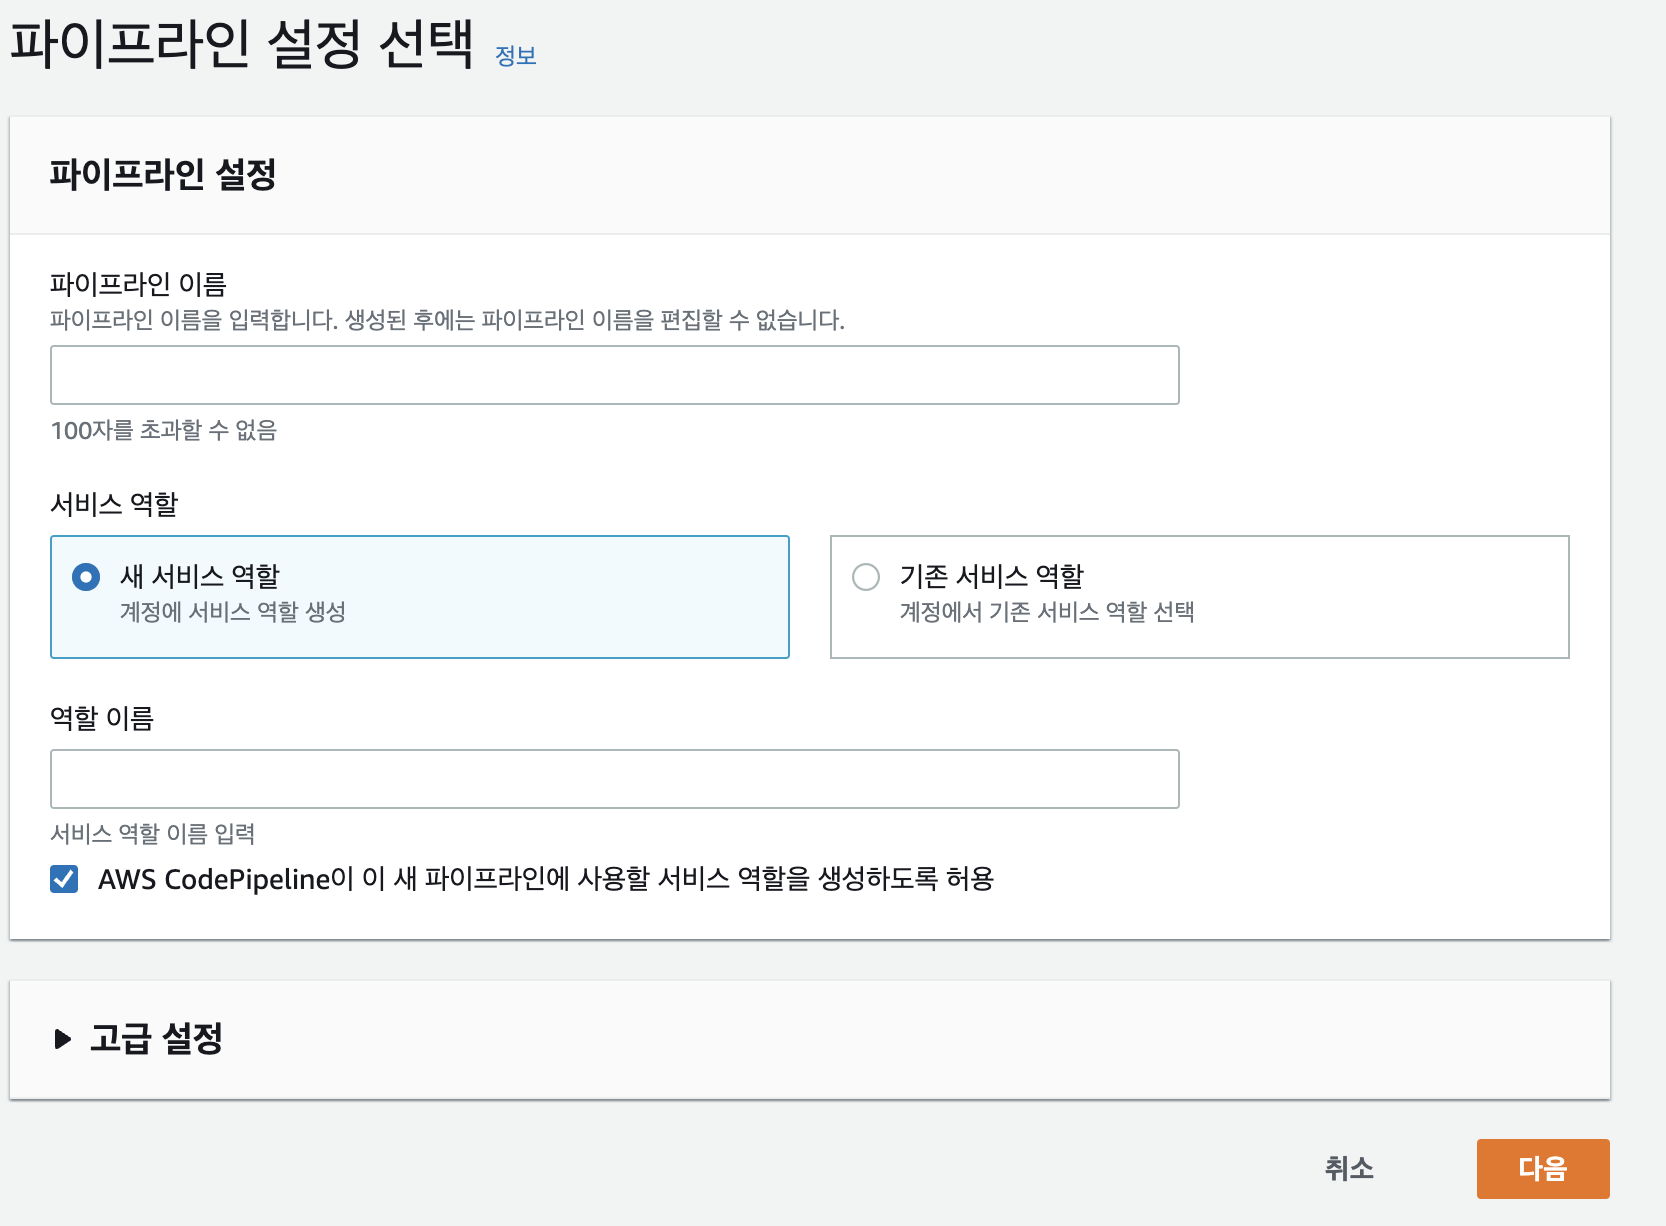 파이프라인 설정 선택 정보
파이프라인 설정
파이프라인 이름
파이프라인 이름을 입력합니다. 생성된 후에는 파이프라인 이름을 편집할 수 없습니다.
100자를 초과할 수 없음
서비스 역할
새 서비스 역할
계정에 서비스 역할 생성
기존 서비스 역할
계정에서 기존 서비스 역할 선택
역할 이름
서비스 역할 이름 입력
AWS CodePipeline이 이 새 파이프라인에 사용할 서비스 역할을 생성하도록 허용
고급 설정
취소
다음